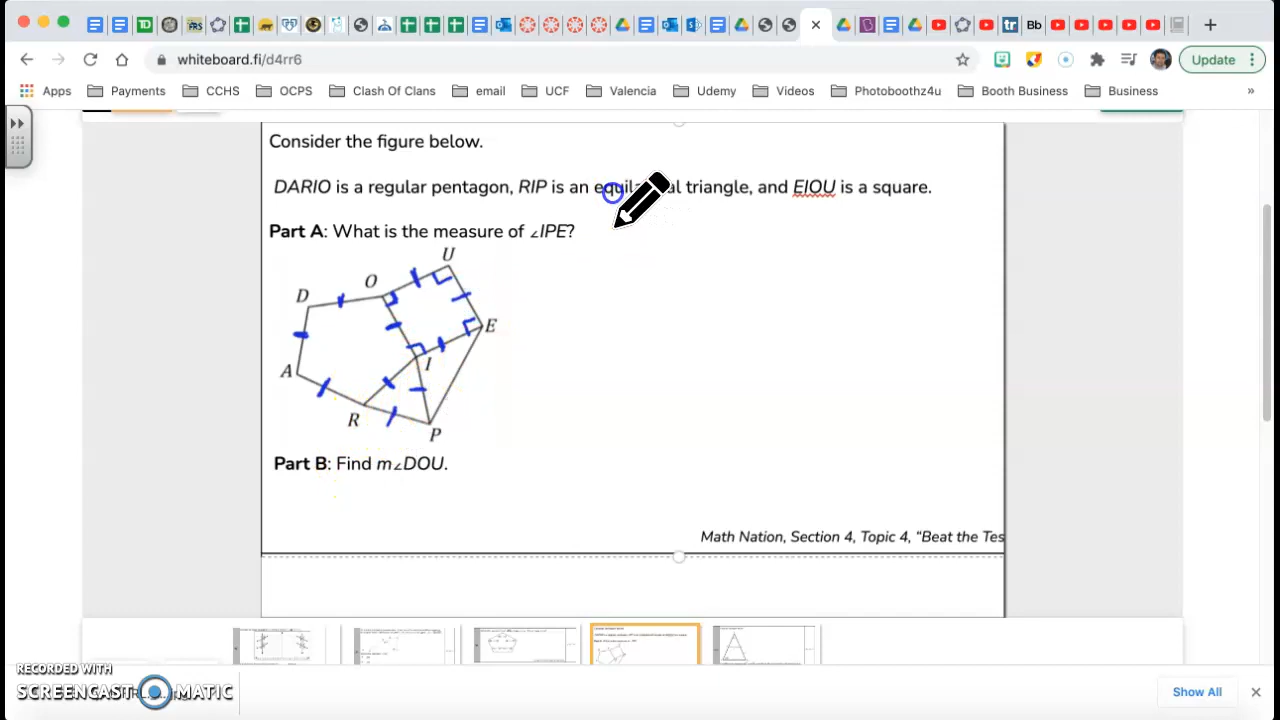 Bb
whiteboard.fi/d4rr6
Update
Apps
Payments
CCHS
OCPS
Clash Of Clans
email
UCF
Valencia
Udemy
Videos
Photoboothz4u
Booth Business
Business
»
Consider the figure below.
DARIO is a regular pentagon, RIP is an equil al triangle, and EIOU is a square.
Part A: What is the measure of ∠IPE?
U
O
D
E
I
A
R
P
Part B: Find m∠DOU.
Math Nation, Section 4, Topic 4, “Beat the Tes
RECORDED WITH
SCREENCAST MATIC
Show All